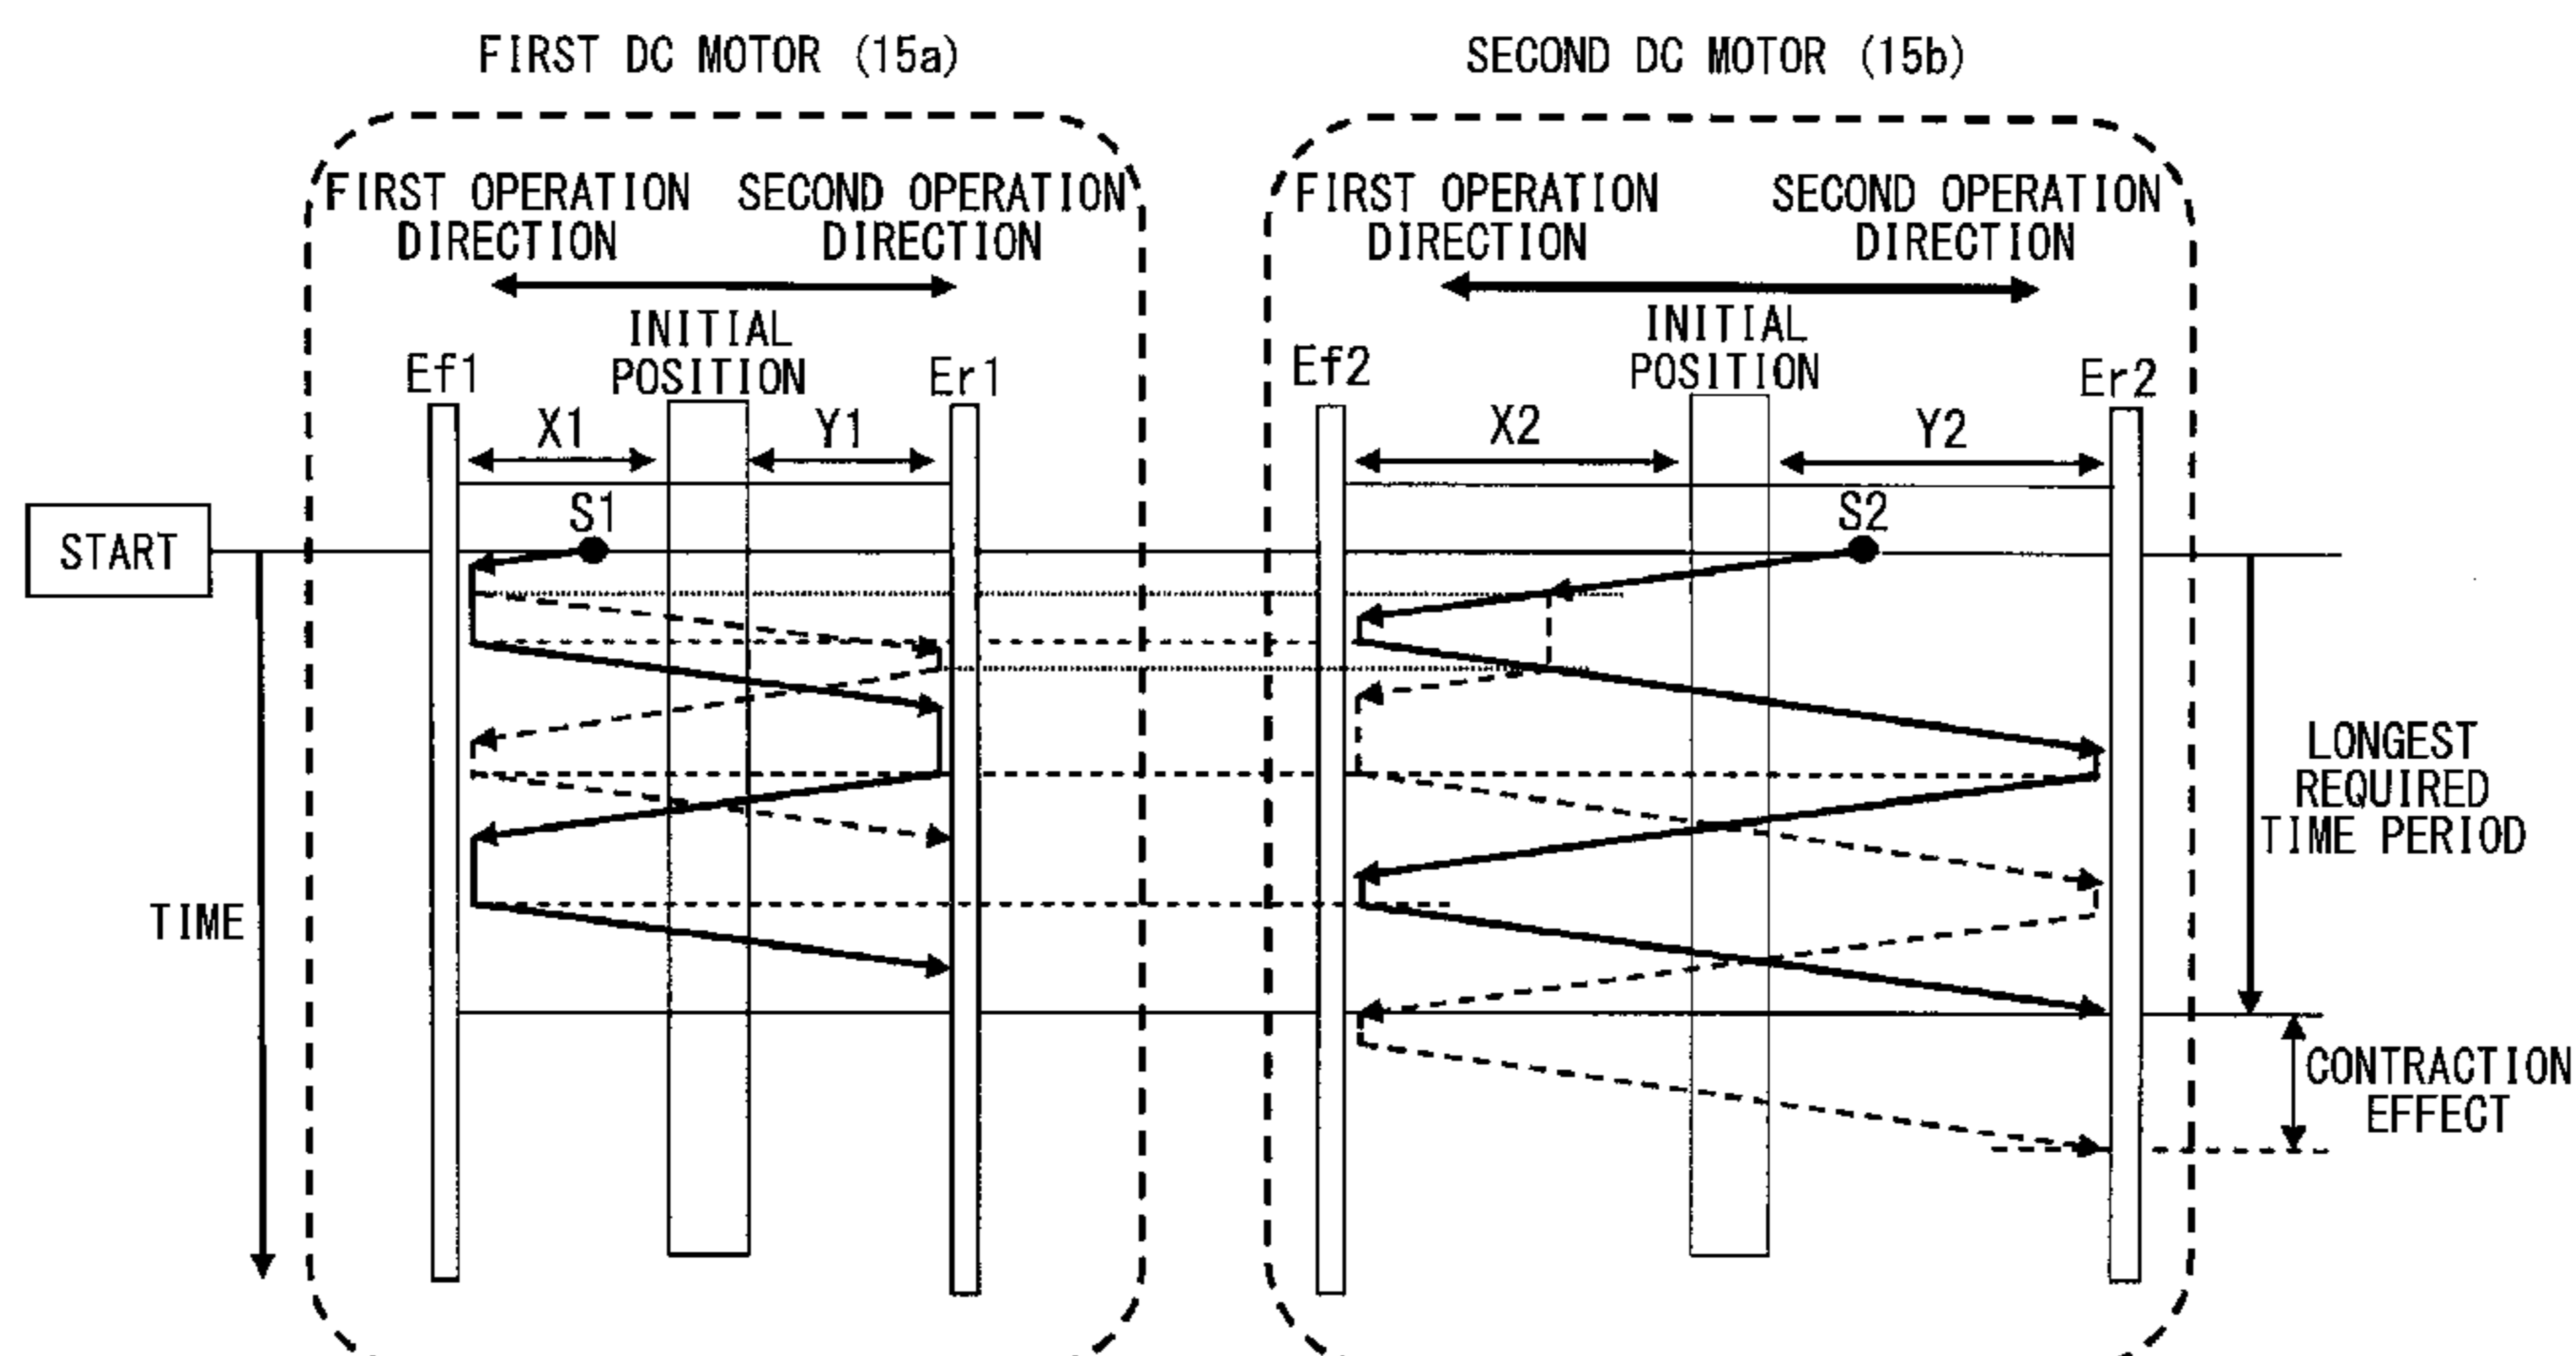 FIRST DC MOTOR (15a)
SECOND DC MOTOR (15b)
FIRST OPERATION
DIRECTION
SECOND OPERATION
DIRECTION
FIRST OPERATION
DIRECTION
SECOND OPERATION
DIRECTION
INITIAL
POSITION
INITIAL
POSITION
Ef1
Er1
Ef2
Er2
X1
Y1
X2
Y2
S1
S2
START
TIME
LONGEST
REQUIRED
TIME PERIOD
CONTRACTION
EFFECT